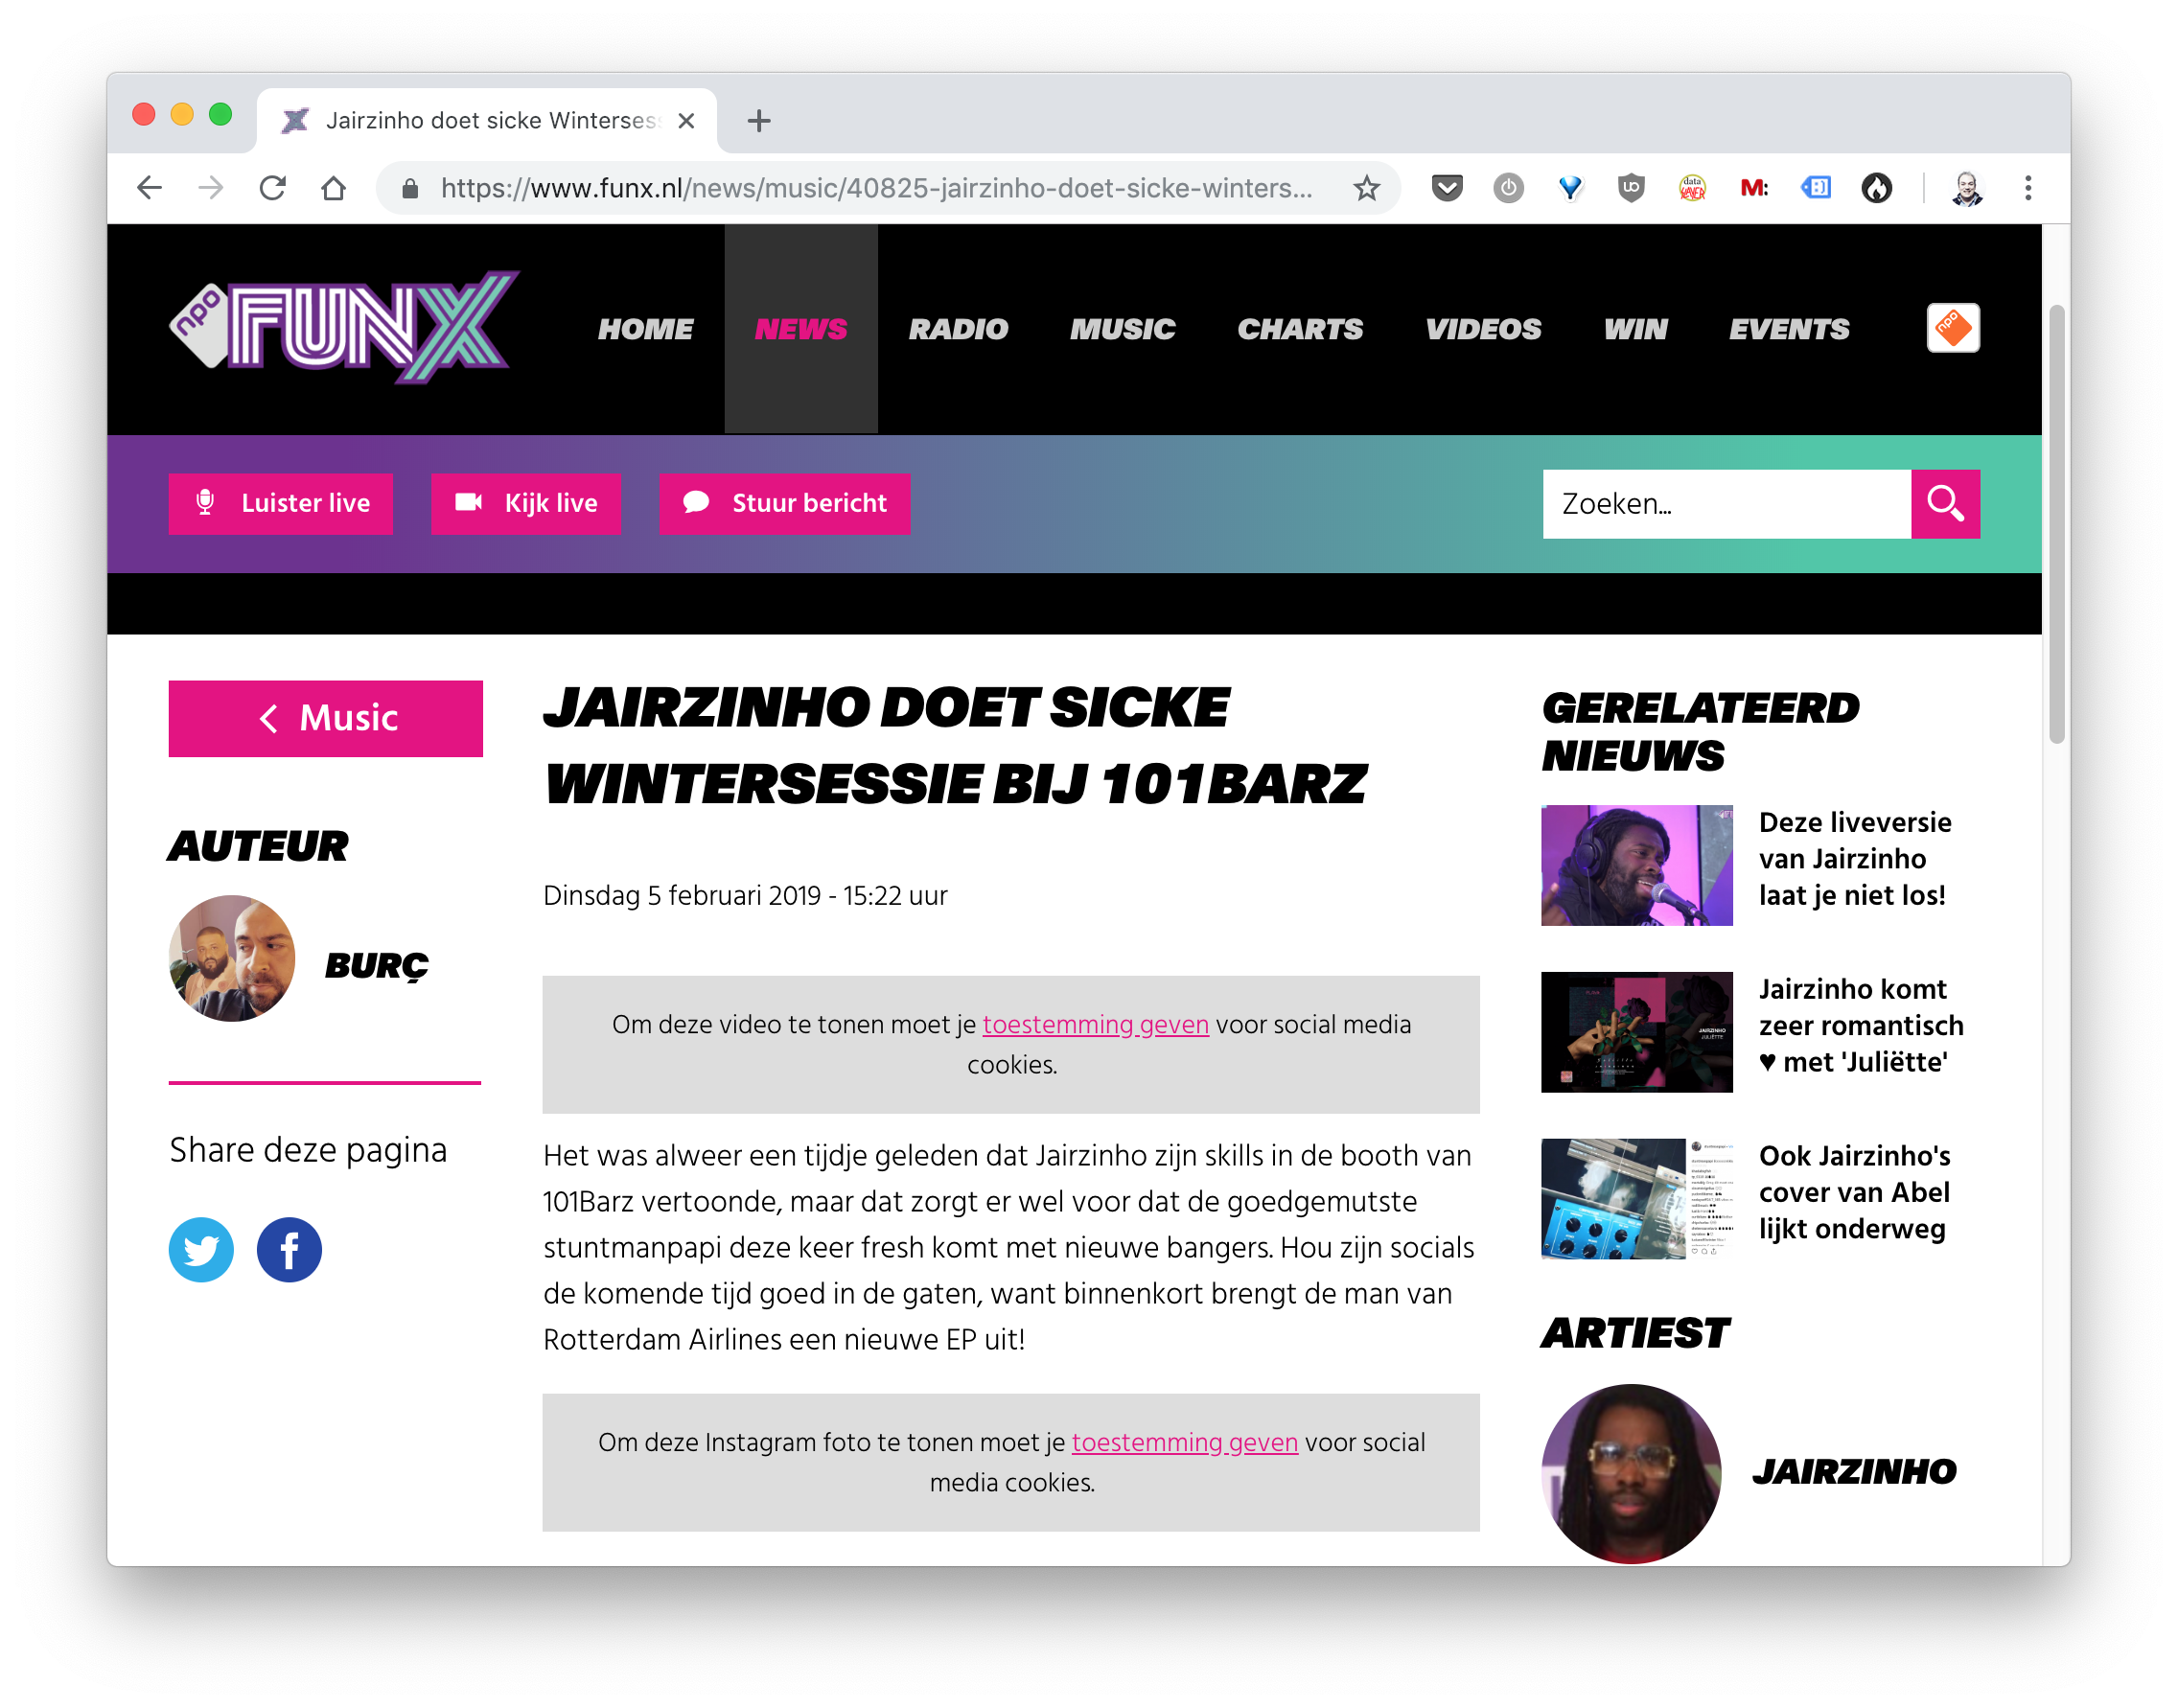 Jairzinho doet sicke Winterses
https://www.funx.nl/news/music/40825-jairzinho-doet-sicke-winters...
npo FUNX
HOME
NEWS
RADIO
MUSIC
CHARTS
VIDEOS
WIN
EVENTS
npo
Luister live
Kijk live
Stuur bericht
Zoeken...
Music
AUTEUR
BURÇ
Share deze pagina
JAIRZINHO DOET SICKE
WINTERSESSIE BIJ 101BARZ
Dinsdag 5 februari 2019 - 15:22 uur
Om deze video te tonen moet je toestemming geven voor social media
cookies.
Het was alweer een tijdje geleden dat Jairzinho zijn skills in de booth van
101Barz vertoonde, maar dat zorgt er wel voor dat de goedgemutste
stuntmanpapi deze keer fresh komt met nieuwe bangers. Hou zijn socials
de komende tijd goed in de gaten, want binnenkort brengt de man van
Rotterdam Airlines een nieuwe EP uit!
Om deze Instagram foto te tonen moet je toestemming geven voor social
media cookies.
GERELATEERD
NIEUWS
Deze liveversie
van Jairzinho
laat je niet los!
Jairzinho komt
zeer romantisch
♥ met 'Juliëtte'
Ook Jairzinho's
cover van Abel
lijkt onderweg
ARTIEST
JAIRZINHO